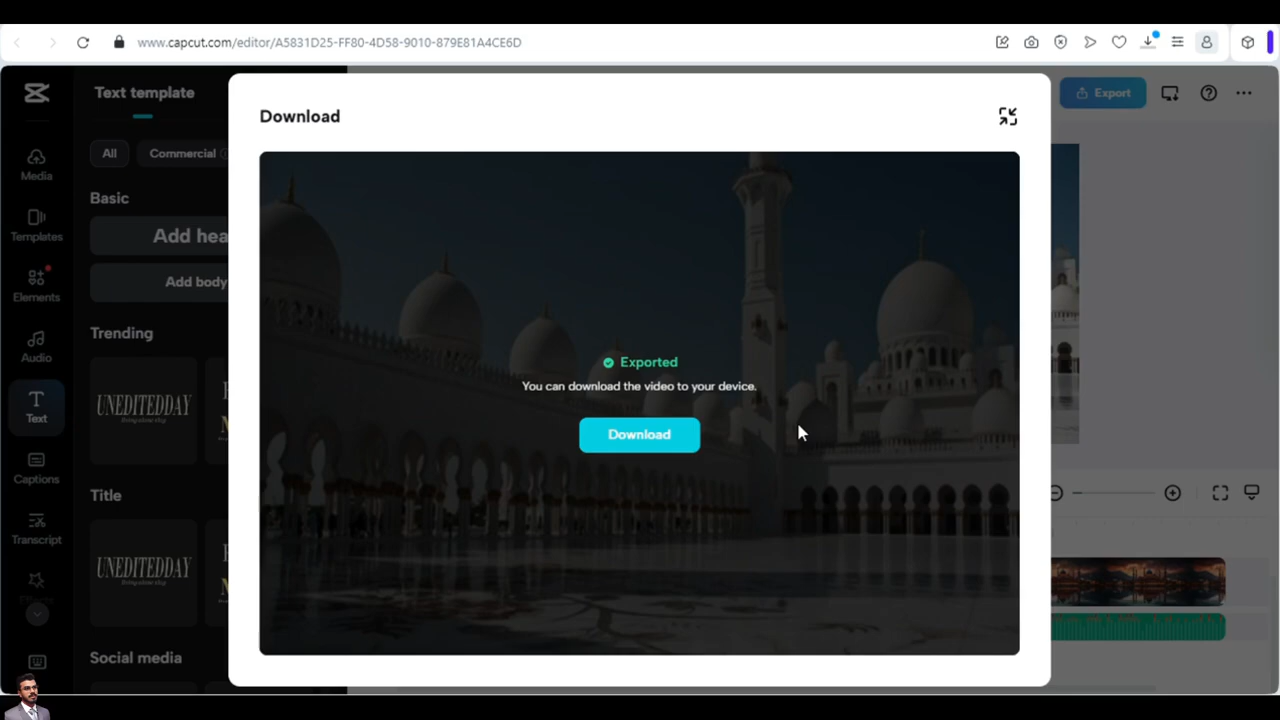 www.capcut.com/editor/A5831D25-FF80-4D58-9010-879E81A4CE6D
Text template
Download
Export
All
Commercial
Media
Basic
Templates
Add hea
Add body
Elements
Trending
Audio
Exported
You can download the video to your device.
UNEDITEDDAY
Text
Download
Captions
Title
Transcript
UNEDITEDDAY
Social media